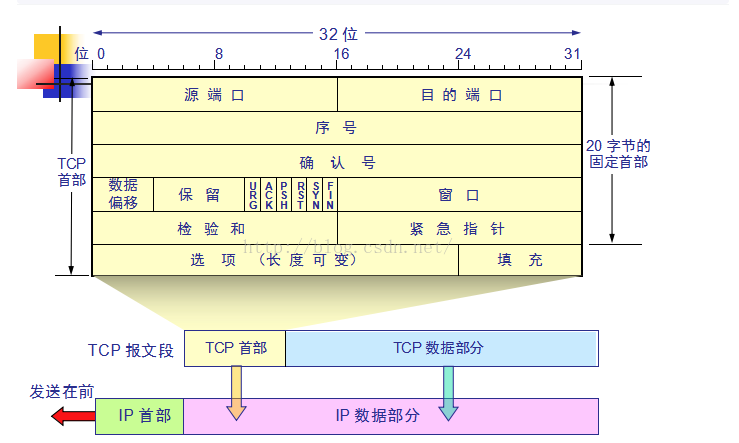 32 位
位 0 8 16 24 31
源 端 口 目 的 端 口
序 号
TCP
首部
确 认 号
20 字节的
固定首部
数据
偏移
保 留
URG
ACK
PSH
RST
SYN
FIN
窗 口
检 验 和 紧 急 指 针
http://blog.csdn.net/
选 项 (长 度 可 变) 填 充
TCP 报文段 TCP 首部 TCP 数据部分
发送在前
IP 首部 IP 数据部分